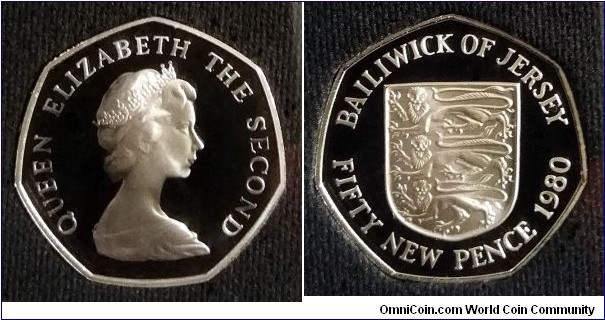 QUEEN ELIZABETH THE SECOND
BAILIWICK OF JERSEY
FIFTY NEW PENCE 1980
OmniCoin.com World Coin Community